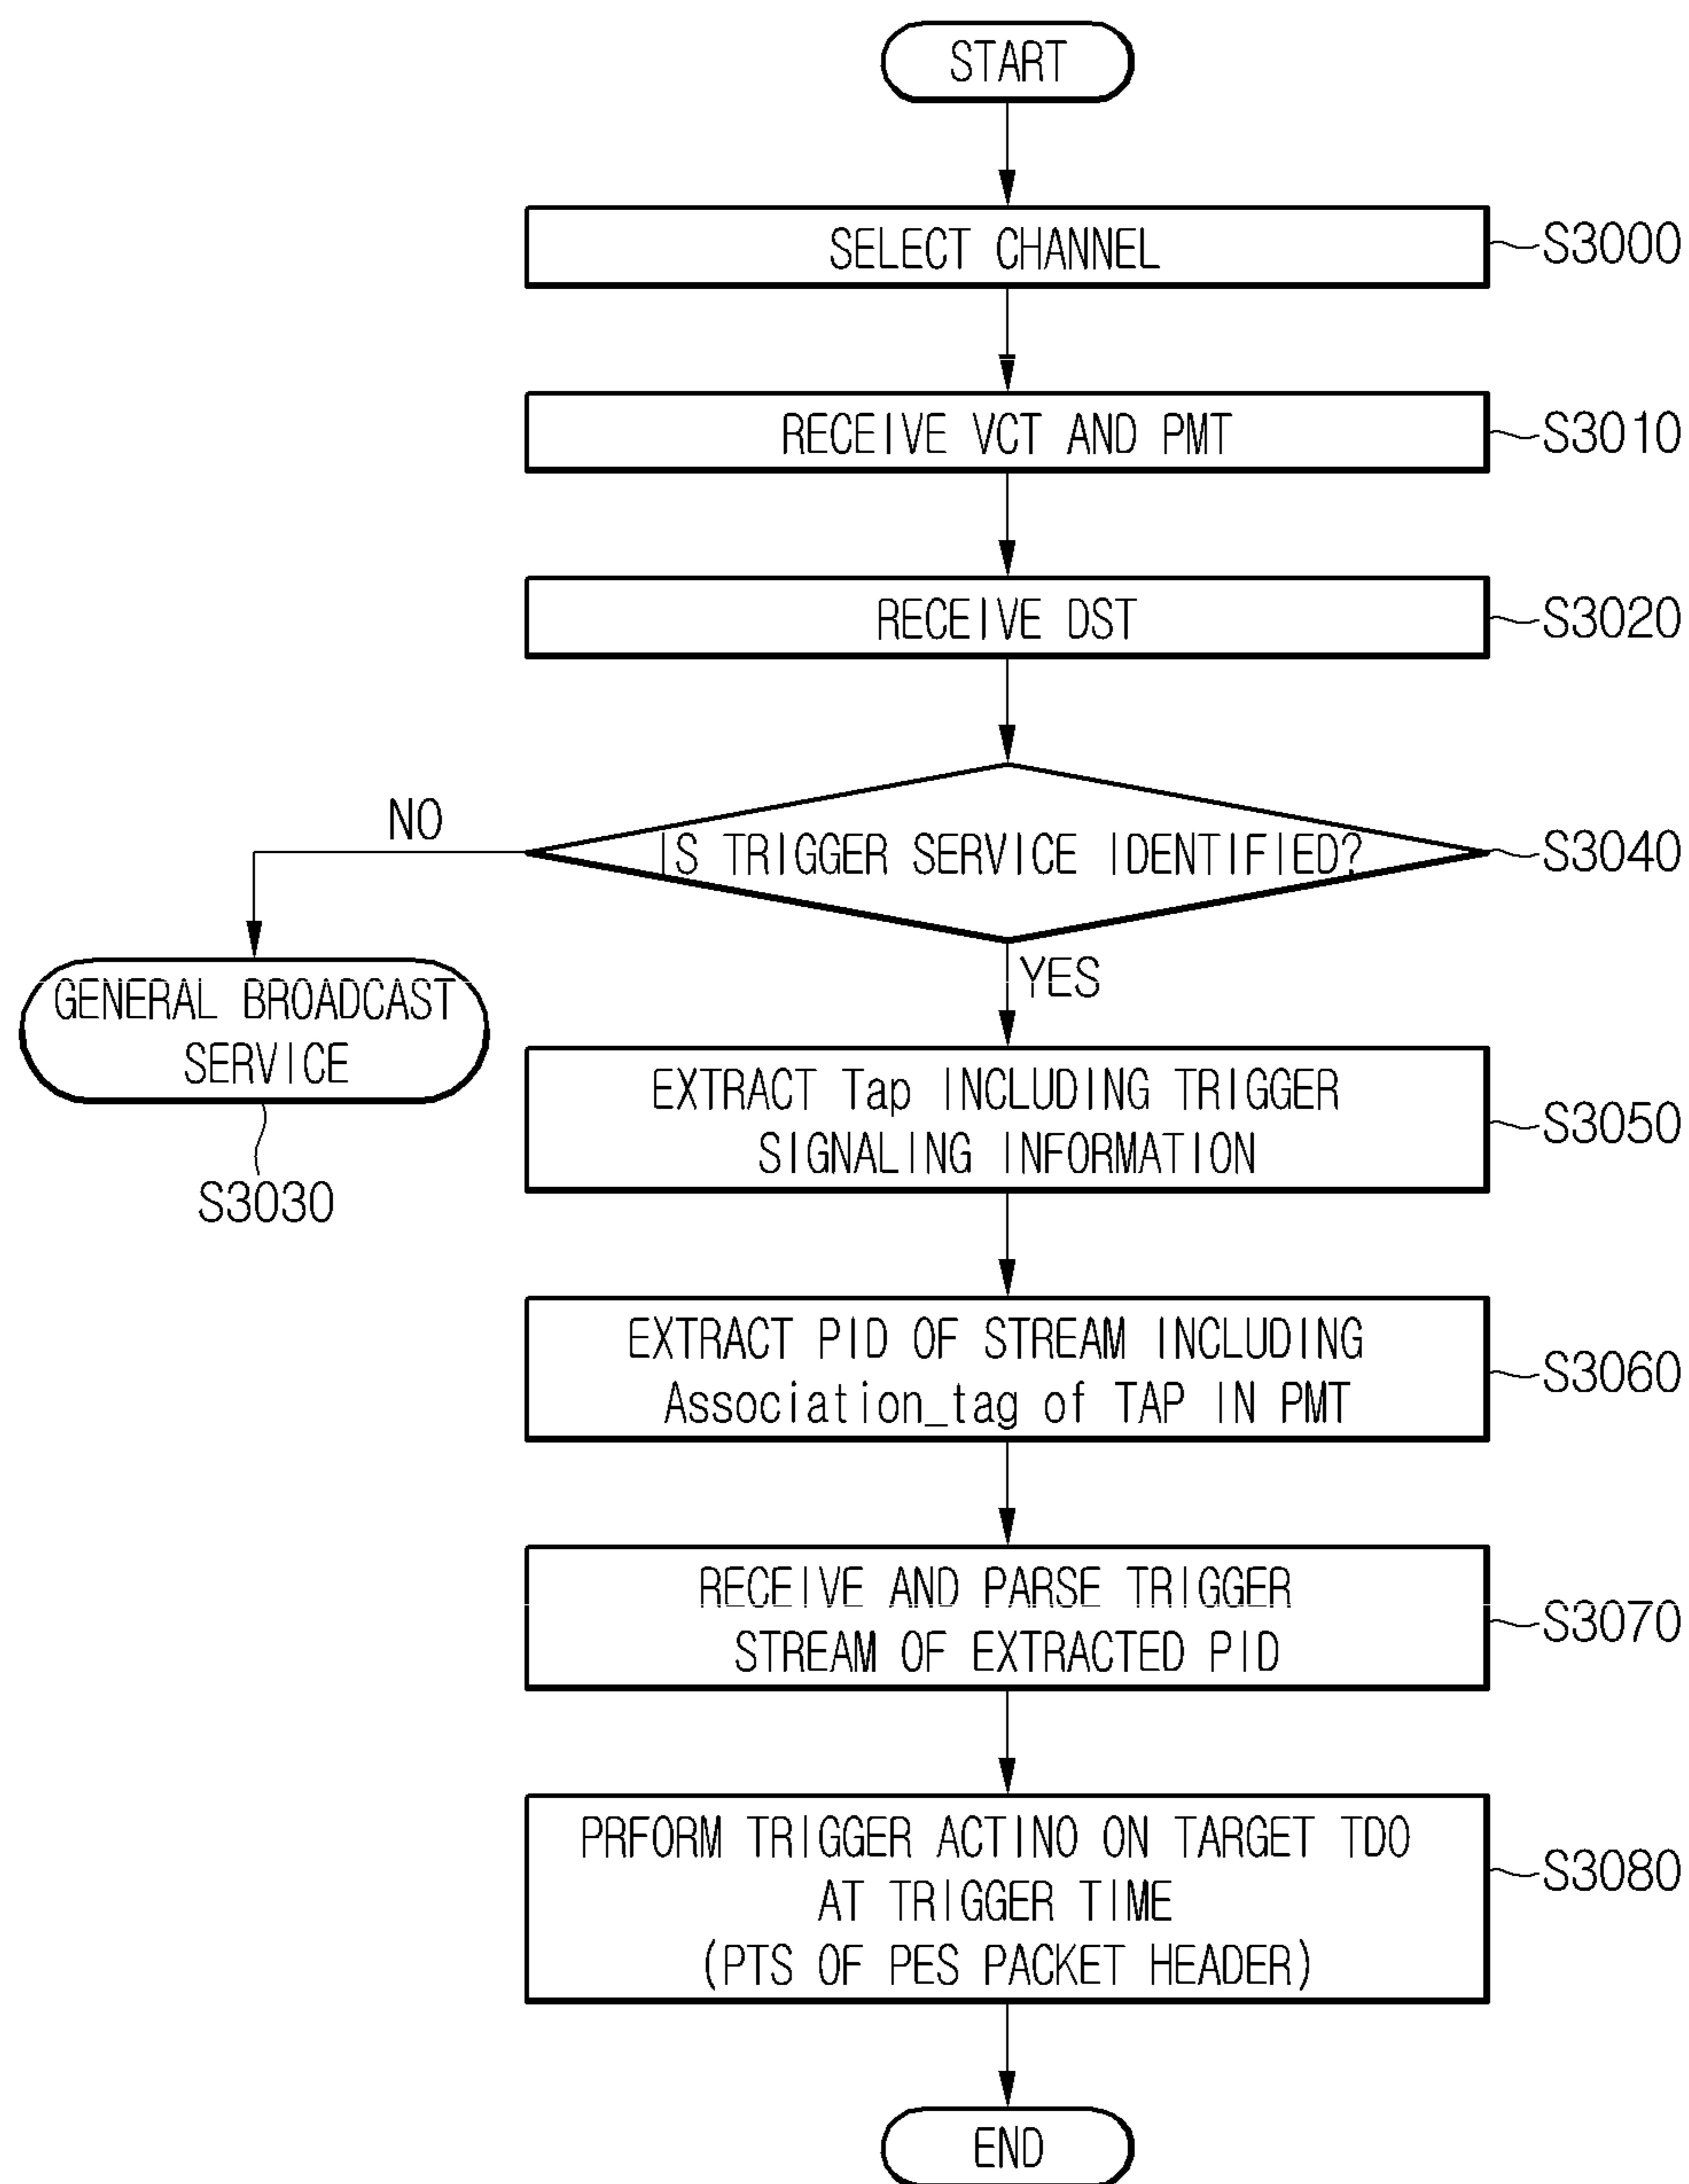 START
SELECT CHANNEL
S3000
RECEIVE VCT AND PMT
S3010
RECEIVE DST
S3020
NO
IS TRIGGER SERVICE IDENTIFIED?
S3040
GENERAL BROADCAST
SERVICE
S3030
YES
EXTRACT Tap INCLUDING TRIGGER
SIGNALING INFORMATION
S3050
EXTRACT PID OF STREAM INCLUDING
Association_tag of TAP IN PMT
S3060
RECEIVE AND PARSE TRIGGER
STREAM OF EXTRACTED PID
S3070
PRFORM TRIGGER ACTINO ON TARGET TDO
AT TRIGGER TIME
(PTS OF PES PACKET HEADER)
S3080
END